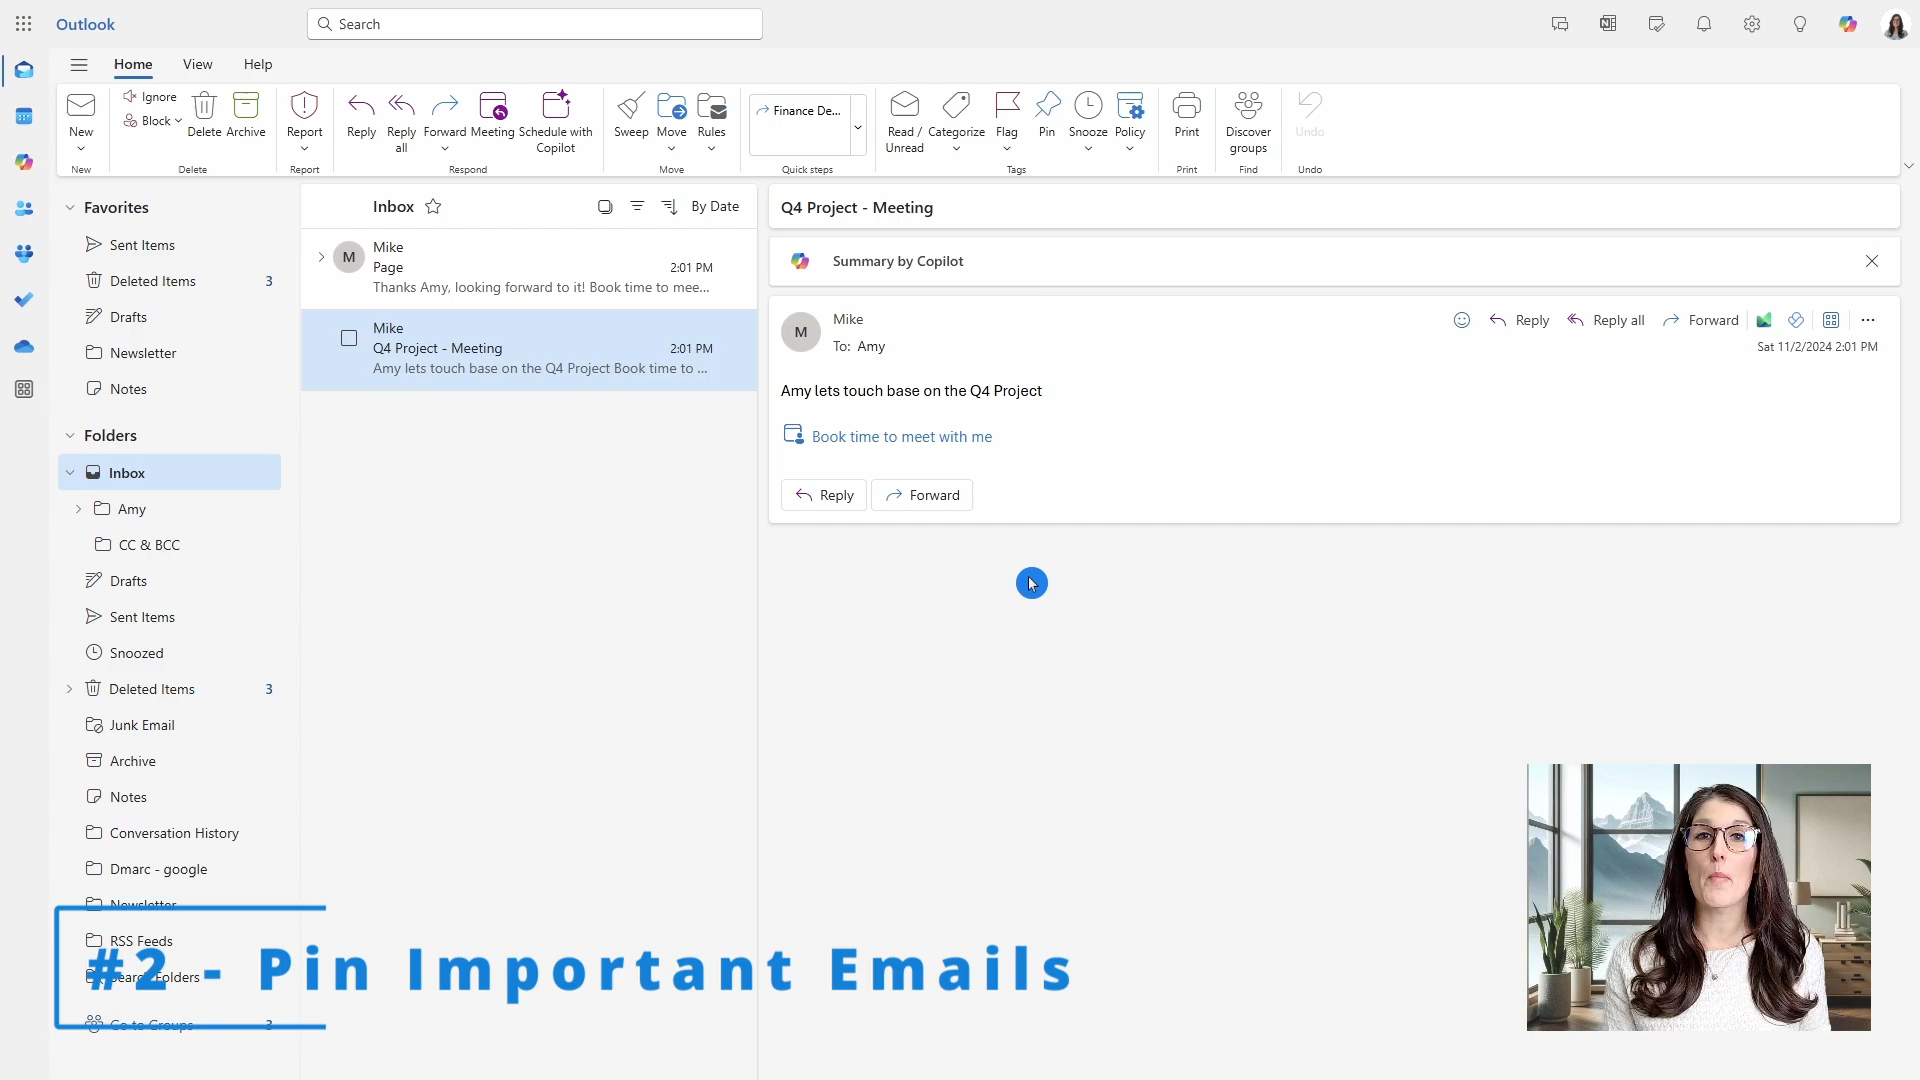 Outlook
Search
Home
View
Help
New
Ignore
Block
Delete
Archive
Report
Reply
Reply all
Forward
Meeting
Schedule with Copilot
Sweep
Move
Rules
Finance De...
Read / Unread
Categorize
Flag
Pin
Snooze
Policy
Print
Discover groups
Undo
New
Delete
Report
Respond
Move
Quick steps
Tags
Print
Find
Undo
Favorites
Sent Items
Deleted Items 3
Drafts
Newsletter
Notes
Folders
Inbox
Amy
CC & BCC
Drafts
Sent Items
Snoozed
Deleted Items 3
Junk Email
Archive
Notes
Conversation History
Dmarc - google
Newsletter
RSS Feeds
Search Folders
Go to Groups 3
Inbox
By Date
M
Mike
Page 2:01 PM
Thanks Amy, looking forward to it! Book time to mee...
Mike
Q4 Project - Meeting 2:01 PM
Amy lets touch base on the Q4 Project Book time to ...
Q4 Project - Meeting
Summary by Copilot
M
Mike
To: Amy
Reply
Reply all
Forward
Sat 11/2/2024 2:01 PM
Amy lets touch base on the Q4 Project
Book time to meet with me
Reply
Forward
#2 - Pin Important Emails